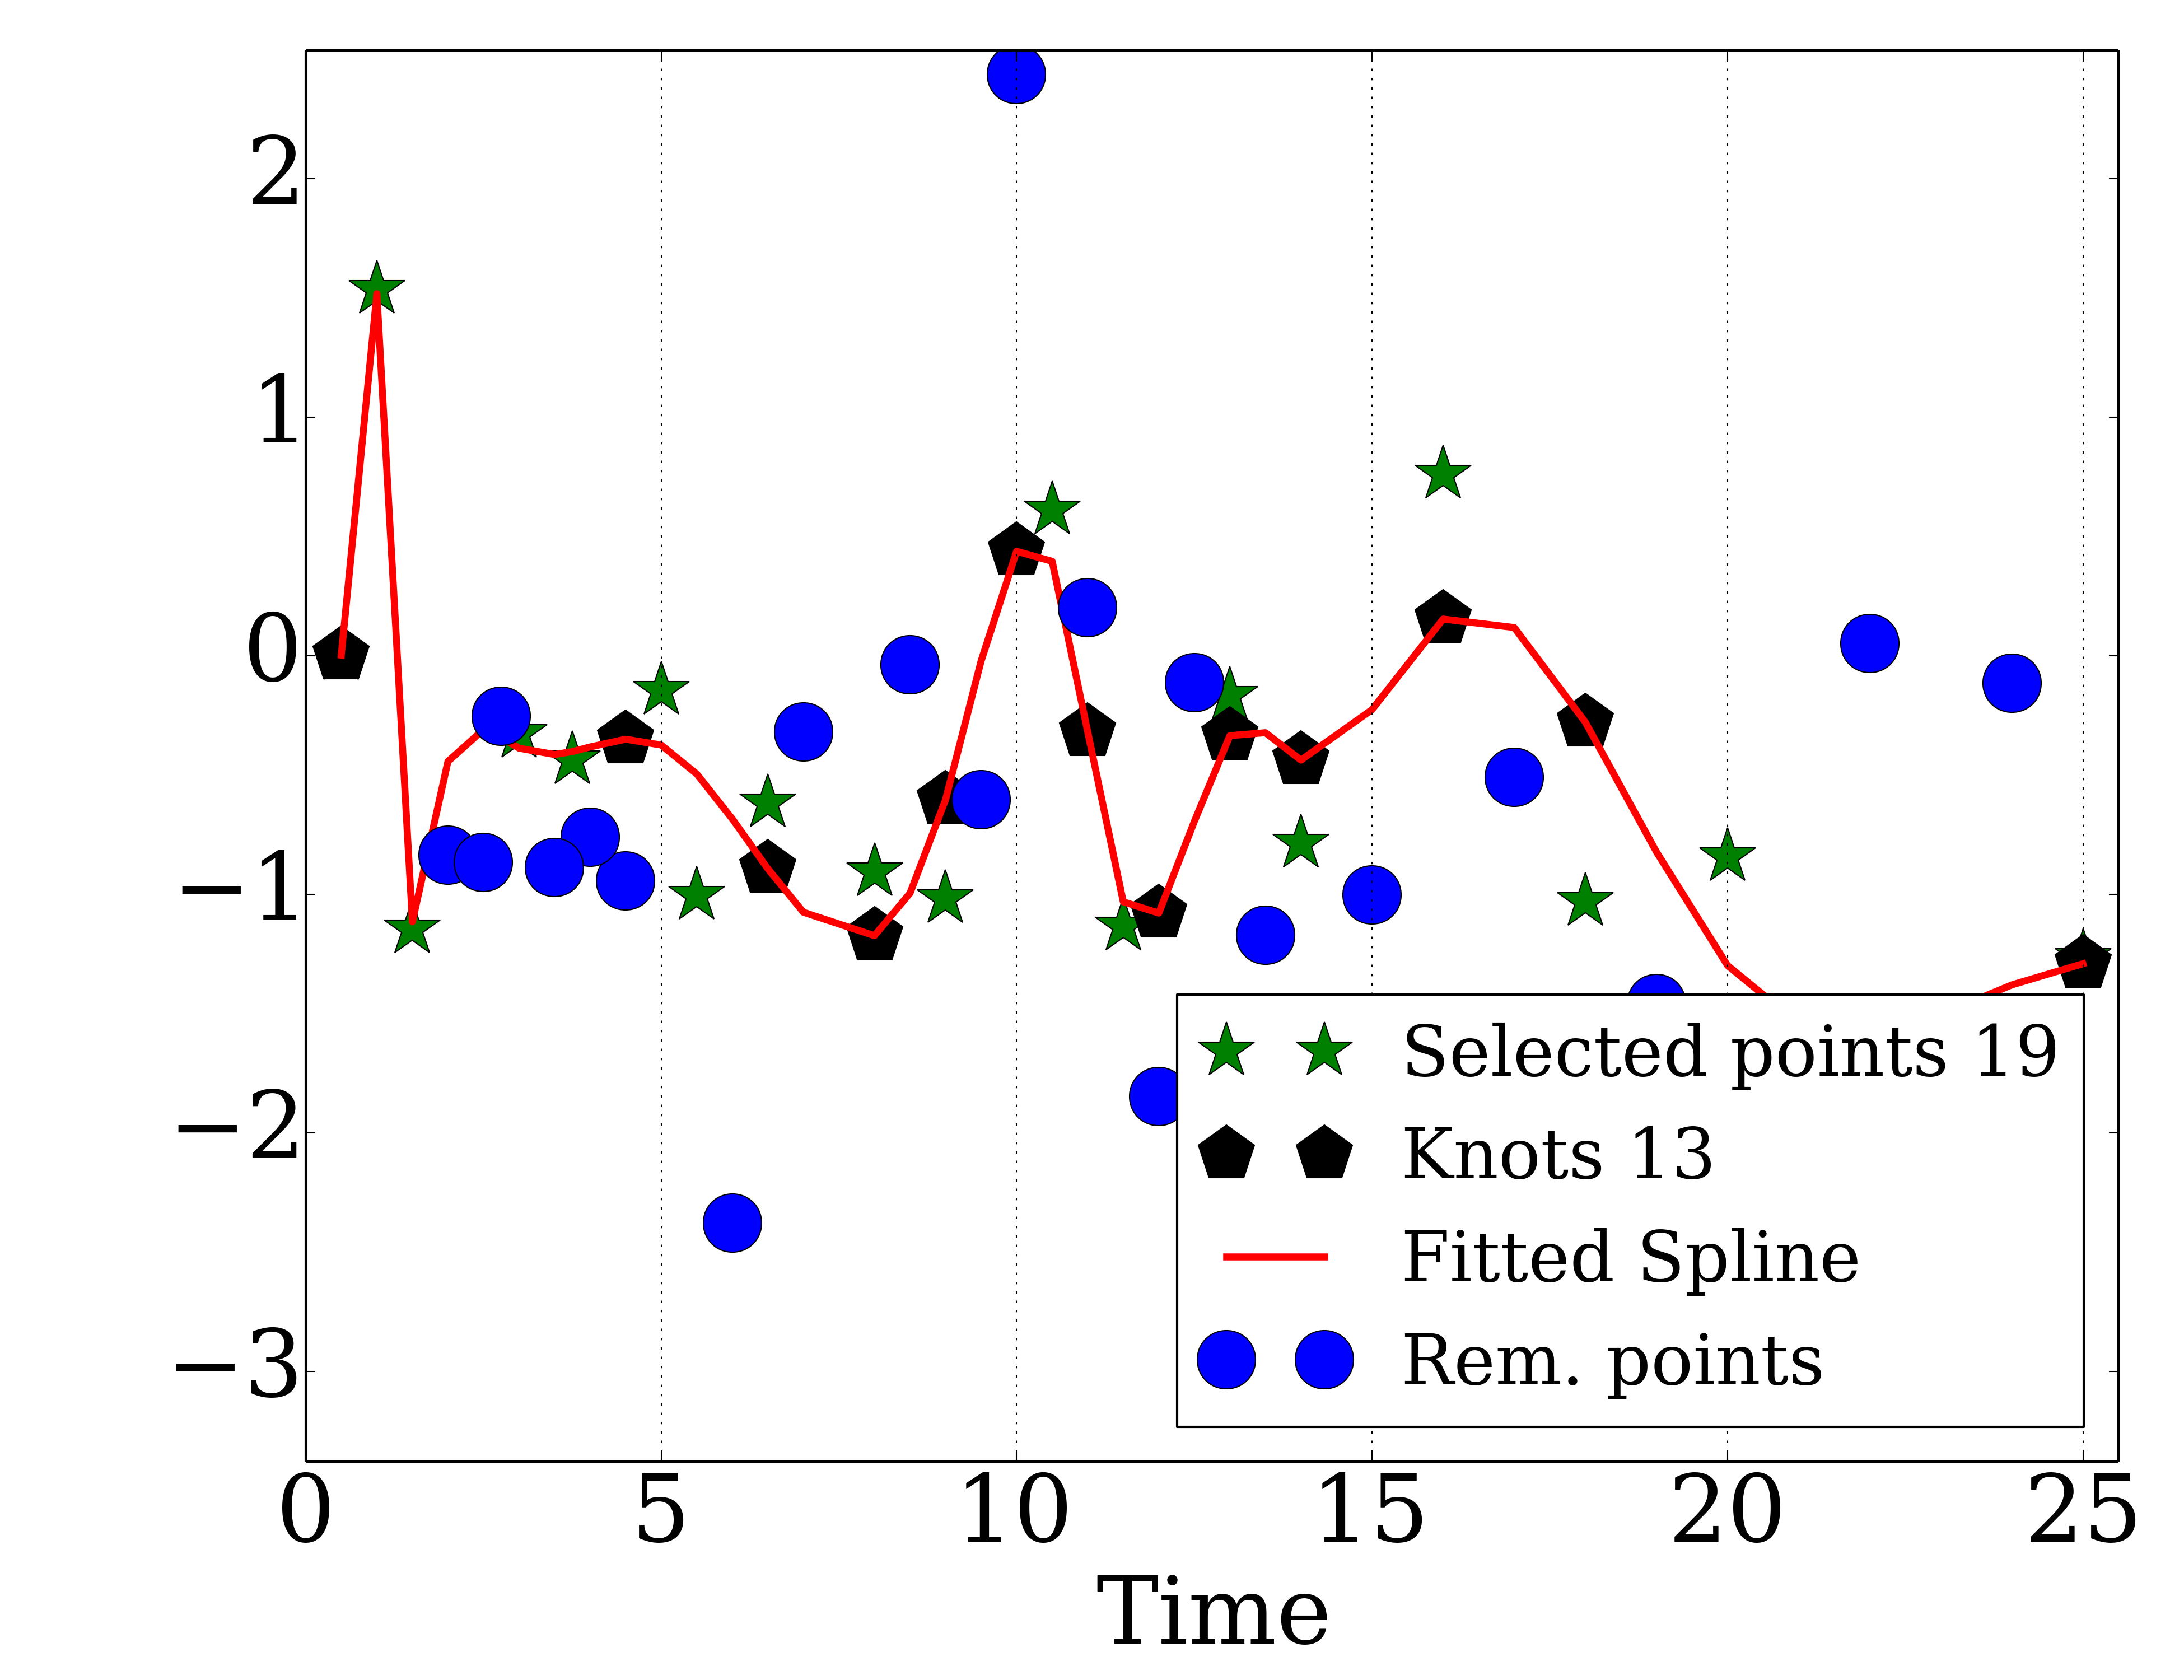 2
1
0
−1
−2
−3
Selected points 19
Knots 13
Fitted Spline
Rem. points
0 5 10 15 20 25
Time